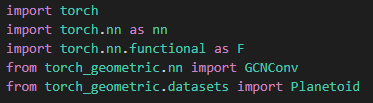 import torch
import torch.nn as nn
import torch.nn.functional as F
from torch_geometric.nn import GCNConv
from torch_geometric.datasets import Planetoid